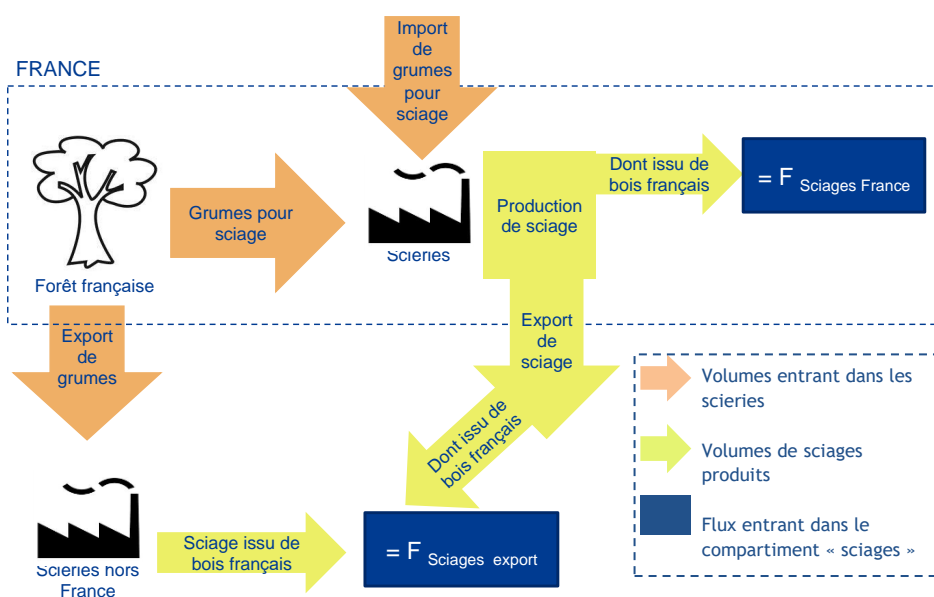 Import
de
grumes
pour
sciage
FRANCE
Grumes pour
sciage
Scieries
Production
de sciage
Dont issu de
bois français
= F Sciages France
Forêt française
Export
de
grumes
Export
de
sciage
Dont issu de
bois français
Scieries hors
France
Sciage issu de
bois français
= F Sciages export
Volumes entrant dans les
scieries
Volumes de sciages
produits
Flux entrant dans le
compartiment « sciages »